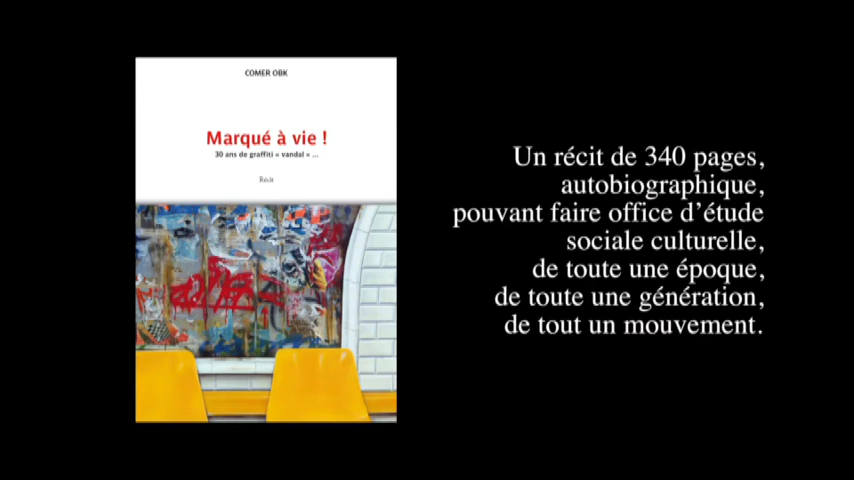 COMER OBK
Marqué à vie !
30 ans de graffiti « vandal » ...
Récit
Un récit de 340 pages,
autobiographique,
pouvant faire office d'étude
sociale culturelle,
de toute une époque,
de toute une génération,
de tout un mouvement.